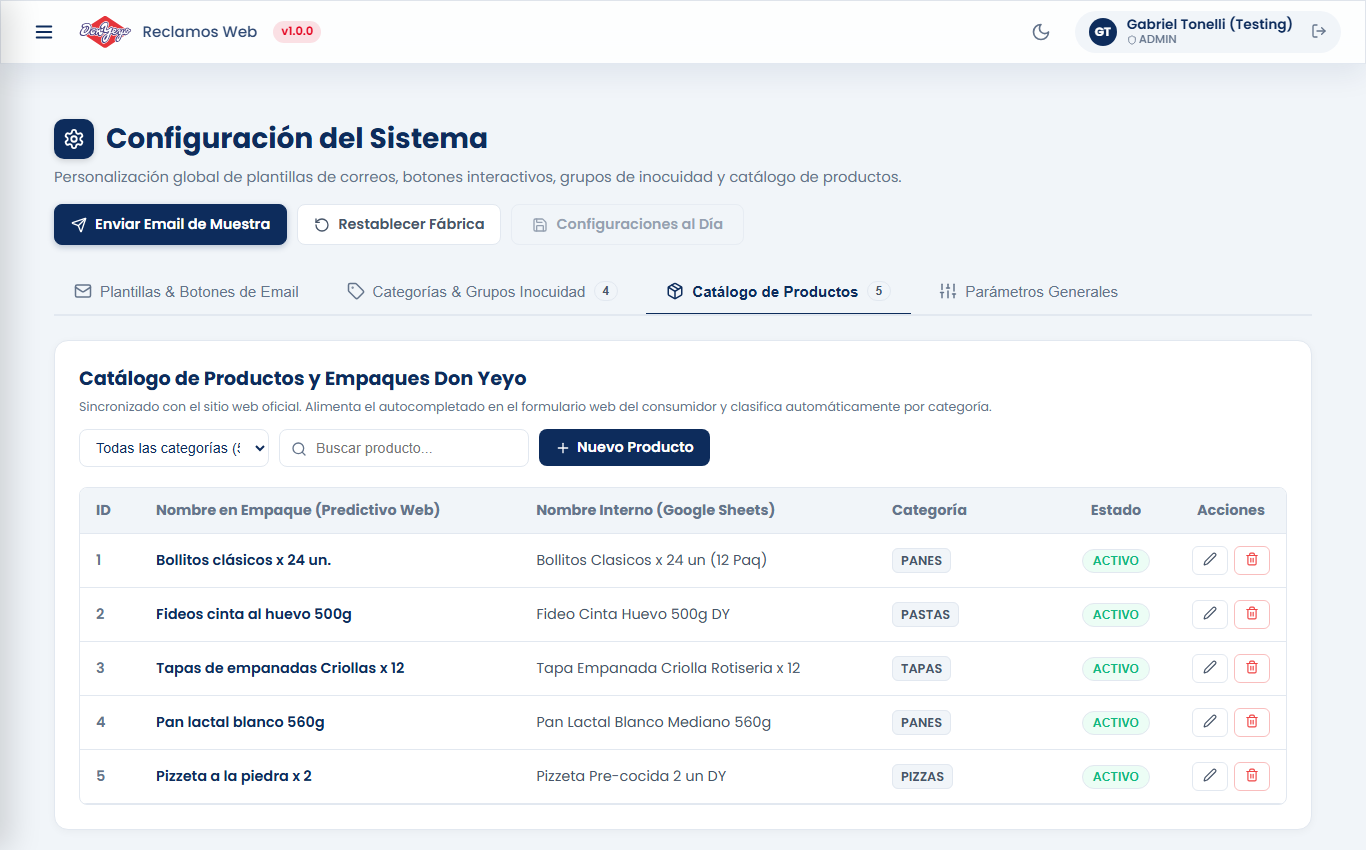 Don Yeyo Reclamos Web v1.0.0
GT Gabriel Tonelli (Testing)
ADMIN
Configuración del Sistema
Personalización global de plantillas de correos, botones interactivos, grupos de inocuidad y catálogo de productos.
Enviar Email de Muestra Restablecer Fábrica Configuraciones al Día
Plantillas & Botones de Email Categorías & Grupos Inocuidad 4 Catálogo de Productos 5 Parámetros Generales
Catálogo de Productos y Empaques Don Yeyo
Sincronizado con el sitio web oficial. Alimenta el autocompletado en el formulario web del consumidor y clasifica automáticamente por categoría.
Todas las categorías ( Buscar producto... Nuevo Producto
ID Nombre en Empaque (Predictivo Web) Nombre Interno (Google Sheets) Categoría Estado Acciones
1 Bollitos clásicos x 24 un. Bollitos Clasicos x 24 un (12 Paq) PANES ACTIVO
2 Fideos cinta al huevo 500g Fideo Cinta Huevo 500g DY PASTAS ACTIVO
3 Tapas de empanadas Criollas x 12 Tapa Empanada Criolla Rotiseria x 12 TAPAS ACTIVO
4 Pan lactal blanco 560g Pan Lactal Blanco Mediano 560g PANES ACTIVO
5 Pizzeta a la piedra x 2 Pizzeta Pre-cocida 2 un DY PIZZAS ACTIVO